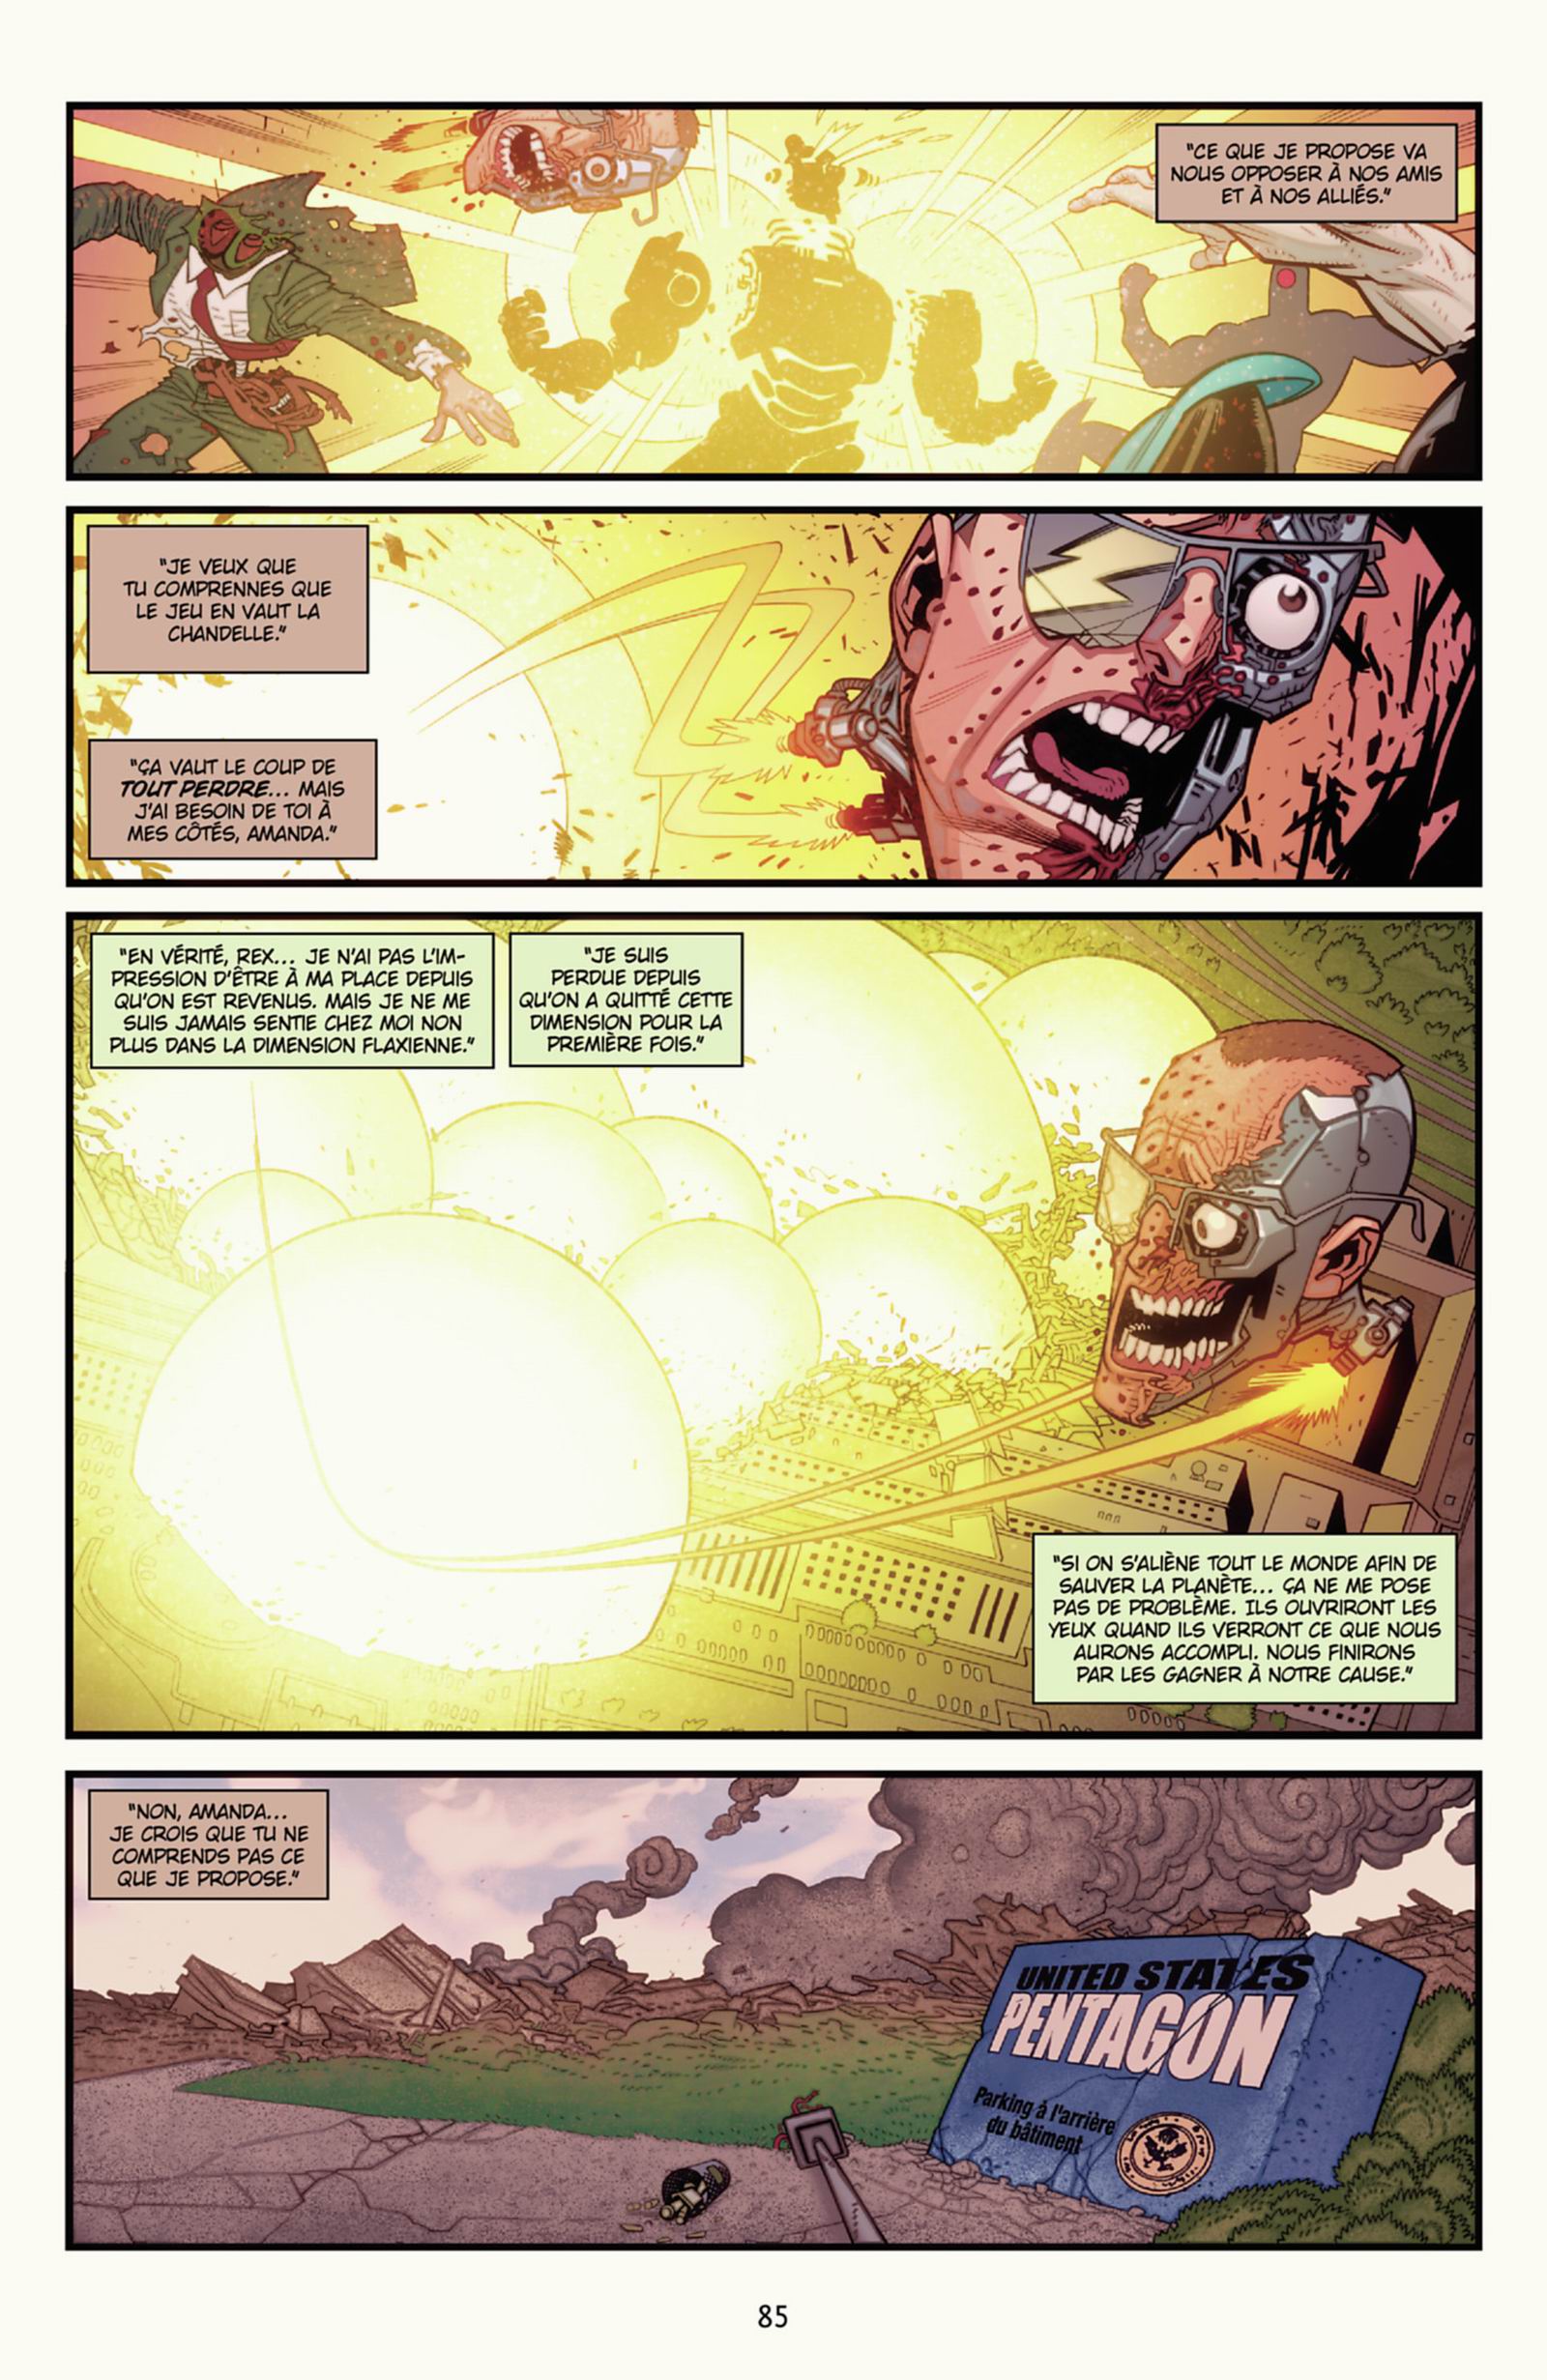 "CE QUE JE PROPOSE VA
NOUS OPPOSER À NOS AMIS
ET À NOS ALLIÉS."
"JE VEUX QUE
TU COMPRENNES QUE
LE JEU EN VAUT LA
CHANDELLE."
"ÇA VAUT LE COUP DE
TOUT PERDRE... MAIS
J'AI BESOIN DE TOI À
MES CÔTÉS, AMANDA."
"EN VÉRITÉ, REX... JE N'AI PAS L'IM-
PRESSION D'ÊTRE À MA PLACE DEPUIS
QU'ON EST REVENUS. MAIS JE NE ME
SUIS JAMAIS SENTIE CHEZ MOI NON
PLUS DANS LA DIMENSION FLAXIENNE."
"JE SUIS
PERDUE DEPUIS
QU'ON A QUITTÉ CETTE
DIMENSION POUR LA
PREMIÈRE FOIS."
"SI ON S'ALIÈNE TOUT LE MONDE AFIN DE
SAUVER LA PLANÈTE... ÇA NE ME POSE
PAS DE PROBLÈME. ILS OUVRIRONT LES
YEUX QUAND ILS VERRONT CE QUE NOUS
AURONS ACCOMPLI. NOUS FINIRONS
PAR LES GAGNER À NOTRE CAUSE."
"NON, AMANDA...
JE CROIS QUE TU NE
COMPRENDS PAS CE
QUE JE PROPOSE."
UNITED STATES
PENTAGON
Parking à l'arrière
du bâtiment
85